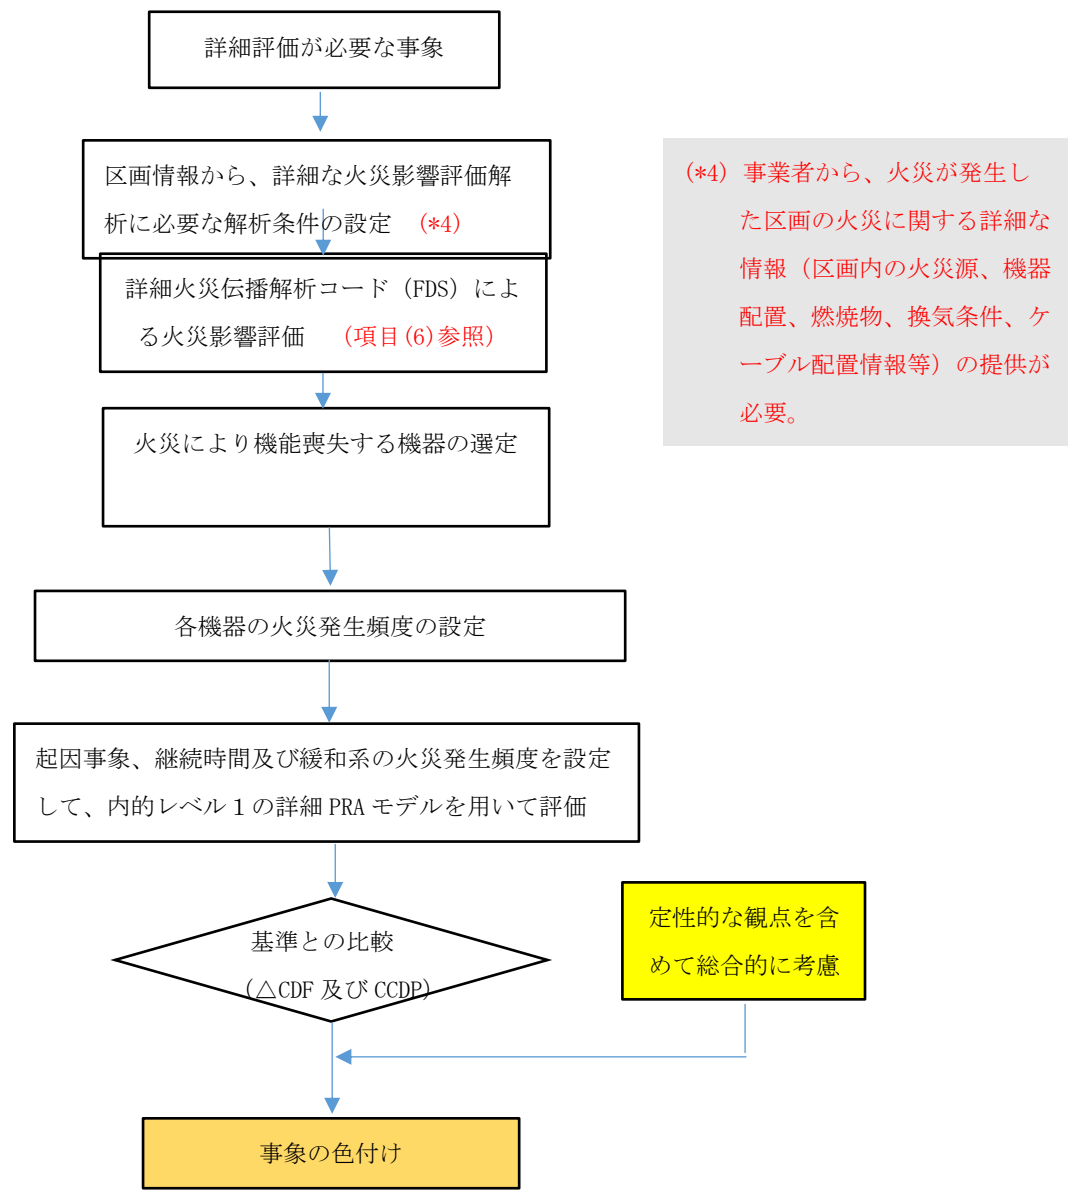 詳細評価が必要な事象
区画情報から、詳細な火災影響評価解
析に必要な解析条件の設定 (*4)
詳細火災伝播解析コード（FDS）によ
る火災影響評価 （項目(6)参照）
火災により機能喪失する機器の選定
各機器の火災発生頻度の設定
起因事象、継続時間及び緩和系の火災発生頻度を設定
して、内的レベル１の詳細 PRA モデルを用いて評価
基準との比較
（△CDF 及び CCDP）
定性的な観点を含
めて総合的に考慮
事象の色付け
(*4) 事業者から、火災が発生し
た区画の火災に関する詳細な
情報（区画内の火災源、機器
配置、燃焼物、換気条件、ケ
ーブル配置情報等）の提供が
必要。